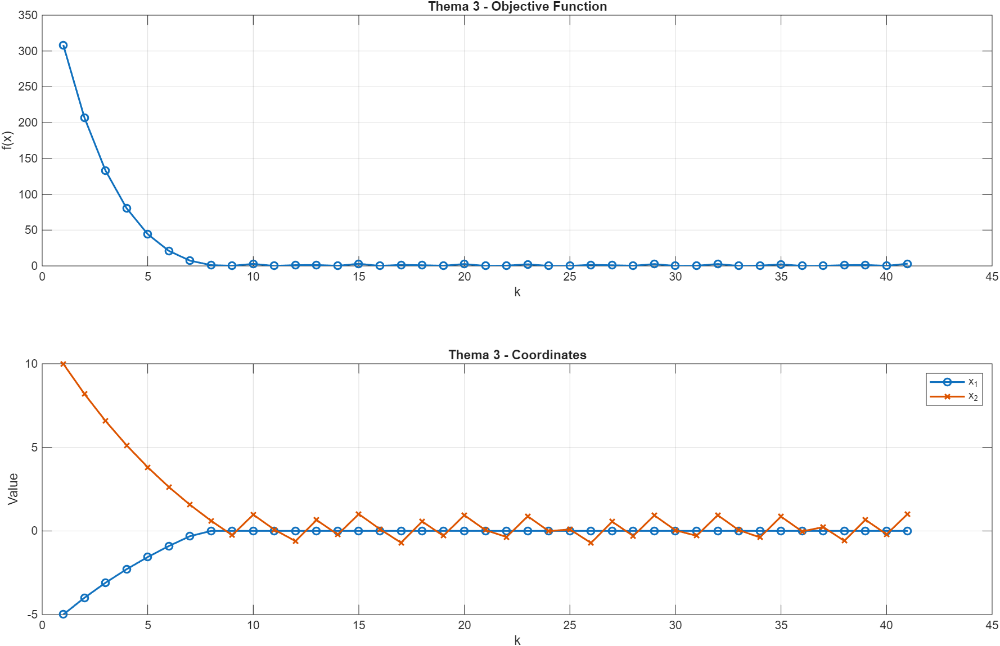 Thema 3 - Objective Function
350
300
250
200
150
100
50
0
f(x)
0 5 10 15 20 25 30 35 40 45
k
Thema 3 - Coordinates
10
5
0
-5
Value
x1
x2
0 5 10 15 20 25 30 35 40 45
k